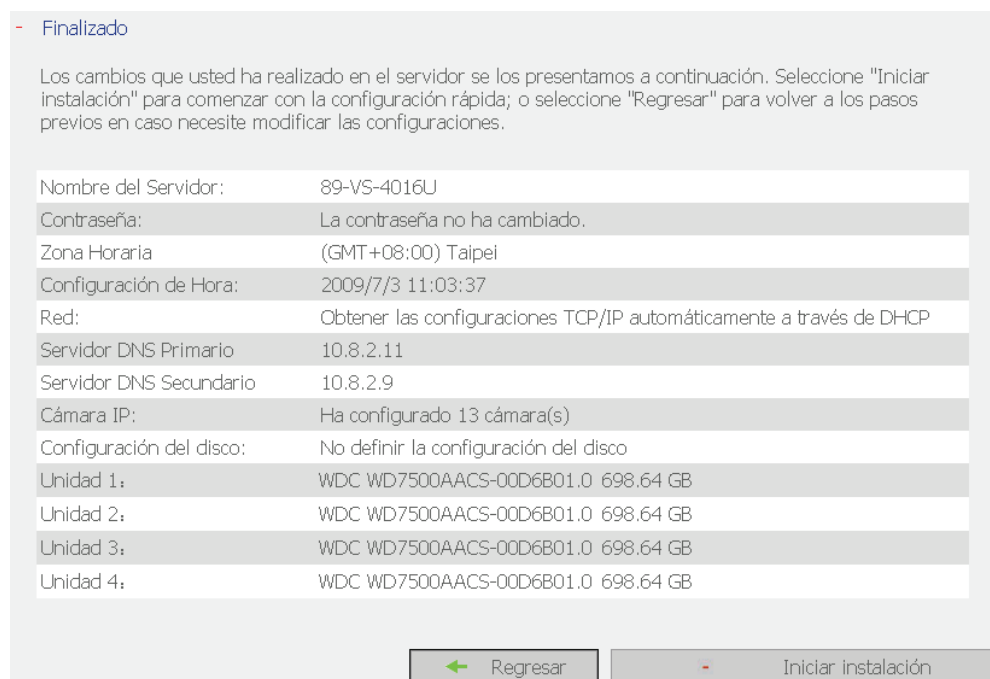 - Finalizado
Los cambios que usted ha realizado en el servidor se los presentamos a continuación. Seleccione "Iniciar
instalación" para comenzar con la configuración rápida; o seleccione "Regresar" para volver a los pasos
previos en caso necesite modificar las configuraciones.
Nombre del Servidor: 89-VS-4016U
Contraseña: La contraseña no ha cambiado.
Zona Horaria (GMT+08:00) Taipei
Configuración de Hora: 2009/7/3 11:03:37
Red: Obtener las configuraciones TCP/IP automáticamente a través de DHCP
Servidor DNS Primario 10.8.2.11
Servidor DNS Secundario 10.8.2.9
Cámara IP: Ha configurado 13 cámara(s)
Configuración del disco: No definir la configuración del disco
Unidad 1: WDC WD7500AACS-00D6B01.0 698.64 GB
Unidad 2: WDC WD7500AACS-00D6B01.0 698.64 GB
Unidad 3: WDC WD7500AACS-00D6B01.0 698.64 GB
Unidad 4: WDC WD7500AACS-00D6B01.0 698.64 GB
Regresar - Iniciar instalación